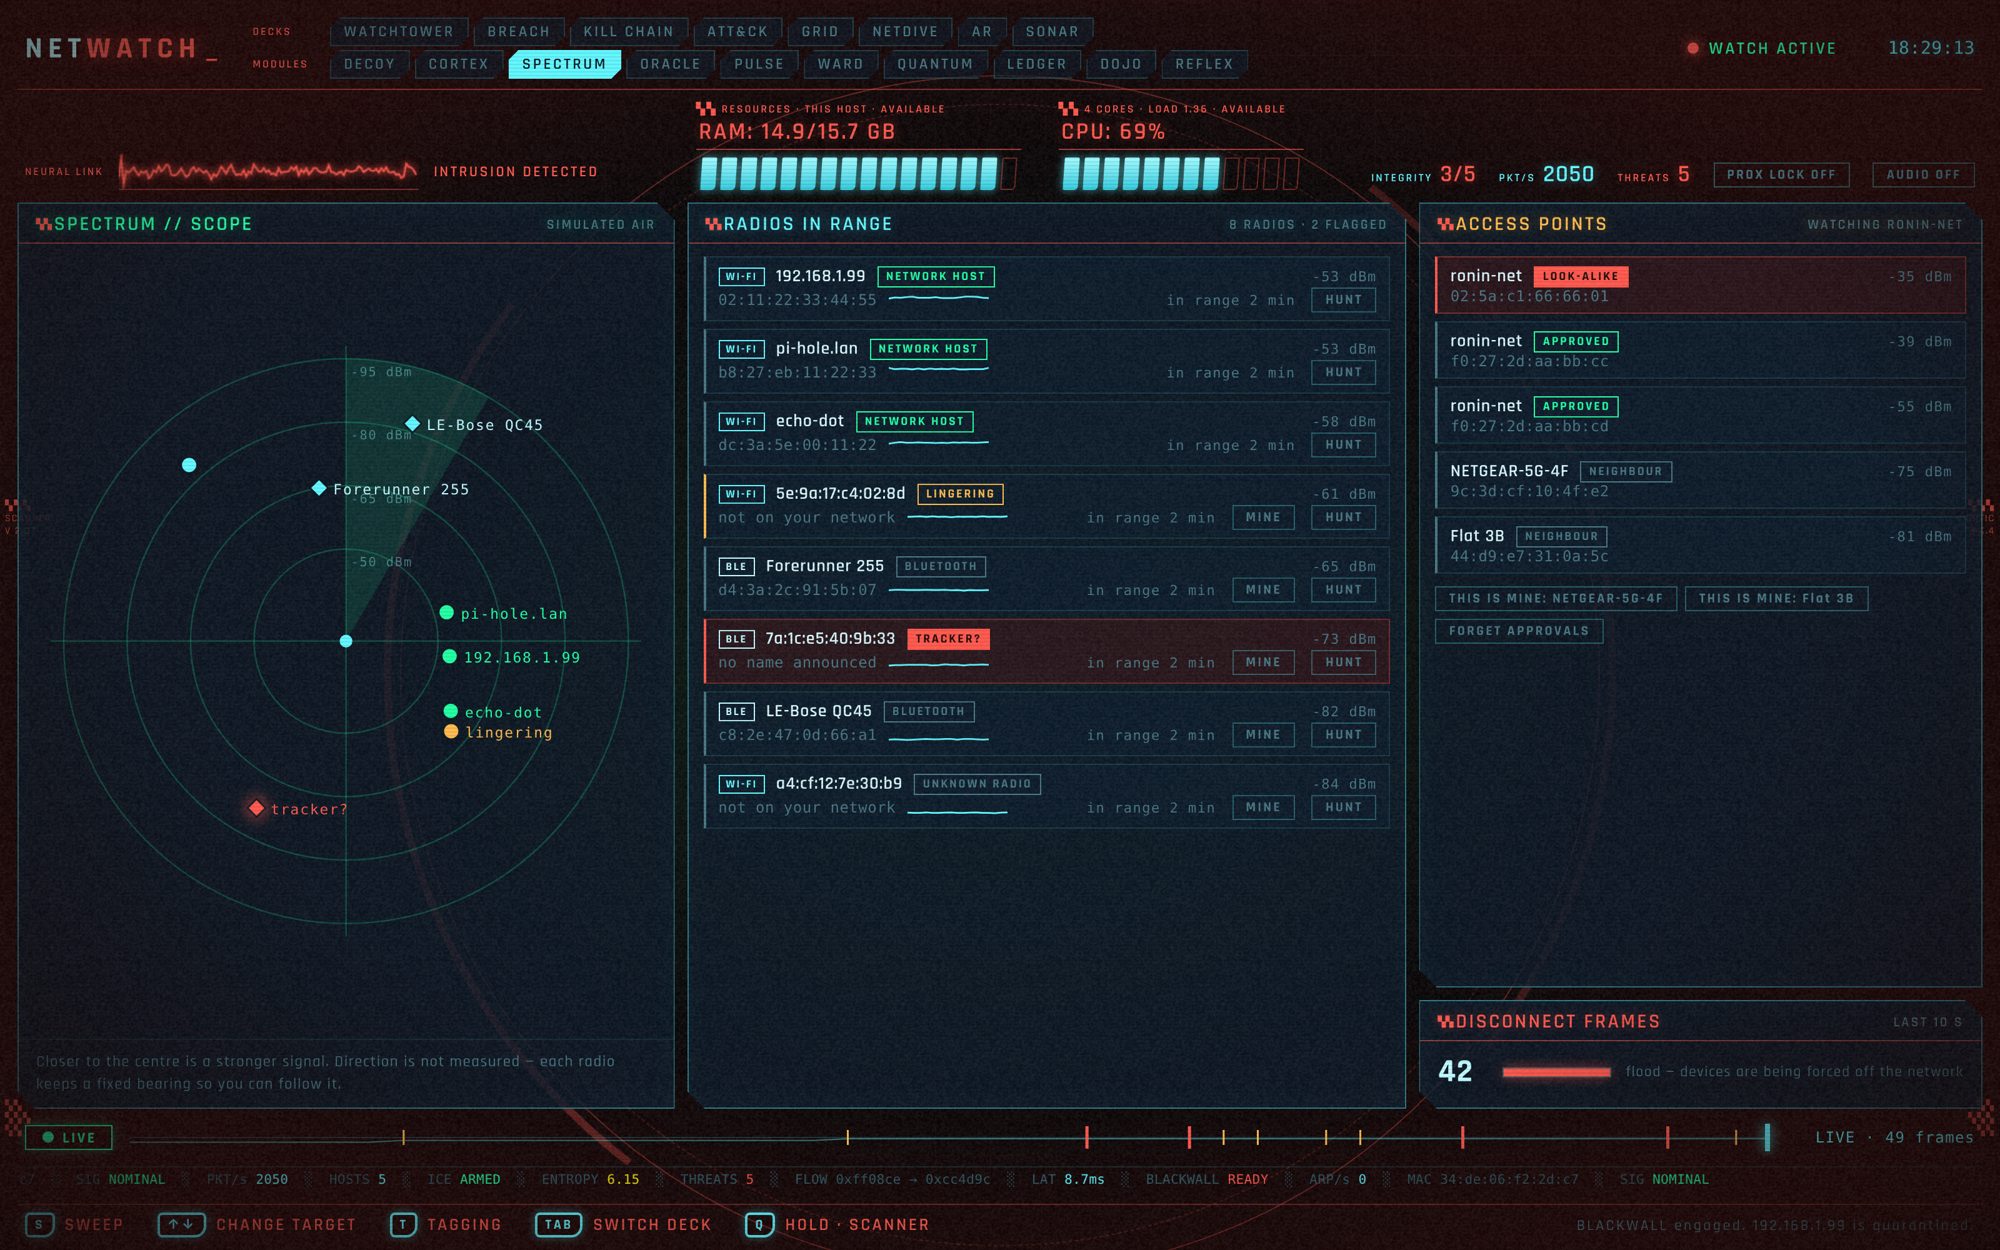 NETWATCH_
DECKS
WATCHTOWER BREACH KILL CHAIN ATT&CK GRID NETDIVE AR SONAR
MODULES
DECOY CORTEX SPECTRUM ORACLE PULSE WARD QUANTUM LEDGER DOJO REFLEX
WATCH ACTIVE 18:29:13
NEURAL LINK INTRUSION DETECTED
RESOURCES · THIS HOST · AVAILABLE
RAM: 14.9/15.7 GB
4 CORES · LOAD 1.36 · AVAILABLE
CPU: 69%
INTEGRITY 3/5 PKT/S 2050 THREATS 5 PROX LOCK OFF AUDIO OFF
SPECTRUM // SCOPE SIMULATED AIR
-95 dBm
LE-Bose QC45
-80 dBm
Forerunner 255
-65 dBm
-50 dBm
pi-hole.lan
192.168.1.99
echo-dot
lingering
tracker?
Closer to the centre is a stronger signal. Direction is not measured — each radio
keeps a fixed bearing so you can follow it.
RADIOS IN RANGE 8 RADIOS · 2 FLAGGED
WI-FI 192.168.1.99 NETWORK HOST -53 dBm
02:11:22:33:44:55 in range 2 min HUNT
WI-FI pi-hole.lan NETWORK HOST -53 dBm
b8:27:eb:11:22:33 in range 2 min HUNT
WI-FI echo-dot NETWORK HOST -58 dBm
dc:3a:5e:00:11:22 in range 2 min HUNT
WI-FI 5e:9a:17:c4:02:8d LINGERING -61 dBm
not on your network in range 2 min MINE HUNT
BLE Forerunner 255 BLUETOOTH -65 dBm
d4:3a:2c:91:5b:07 in range 2 min MINE HUNT
BLE 7a:1c:e5:40:9b:33 TRACKER? -73 dBm
no name announced in range 2 min MINE HUNT
BLE LE-Bose QC45 BLUETOOTH -82 dBm
c8:2e:47:0d:66:a1 in range 2 min MINE HUNT
WI-FI a4:cf:12:7e:30:b9 UNKNOWN RADIO -84 dBm
not on your network in range 2 min MINE HUNT
ACCESS POINTS WATCHING RONIN-NET
ronin-net LOOK-ALIKE -35 dBm
02:5a:c1:66:66:01
ronin-net APPROVED -39 dBm
f0:27:2d:aa:bb:cc
ronin-net APPROVED -55 dBm
f0:27:2d:aa:bb:cd
NETGEAR-5G-4F NEIGHBOUR -75 dBm
9c:3d:cf:10:4f:e2
Flat 3B NEIGHBOUR -81 dBm
44:d9:e7:31:0a:5c
THIS IS MINE: NETGEAR-5G-4F THIS IS MINE: Flat 3B
FORGET APPROVALS
DISCONNECT FRAMES LAST 10 S
42 flood — devices are being forced off the network
LIVE LIVE · 49 frames
SIG NOMINAL PKT/s 2050 HOSTS 5 ICE ARMED ENTROPY 6.15 THREATS 5 FLOW 0xff08ce → 0xcc4d9c LAT 8.7ms BLACKWALL READY ARP/s 0 MAC 34:de:06:f2:2d:c7 SIG NOMINAL
S SWEEP ↑↓ CHANGE TARGET T TAGGING TAB SWITCH DECK Q HOLD · SCANNER
BLACKWALL engaged. 192.168.1.99 is quarantined.